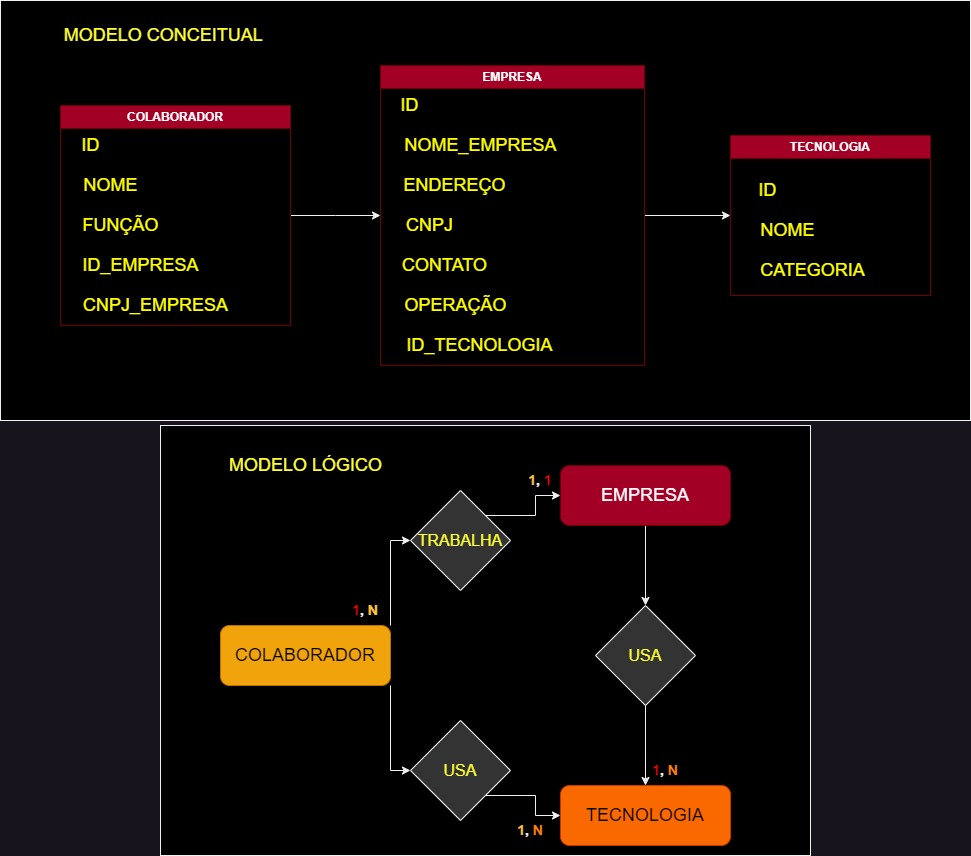 MODELO CONCEITUAL
COLABORADOR
ID
NOME
FUNÇÃO
ID_EMPRESA
CNPJ_EMPRESA
EMPRESA
ID
NOME_EMPRESA
ENDEREÇO
CNPJ
CONTATO
OPERAÇÃO
ID_TECNOLOGIA
TECNOLOGIA
ID
NOME
CATEGORIA
MODELO LÓGICO
1, 1
EMPRESA
TRABALHA
1, N
COLABORADOR
USA
USA
1, N
1, N
TECNOLOGIA